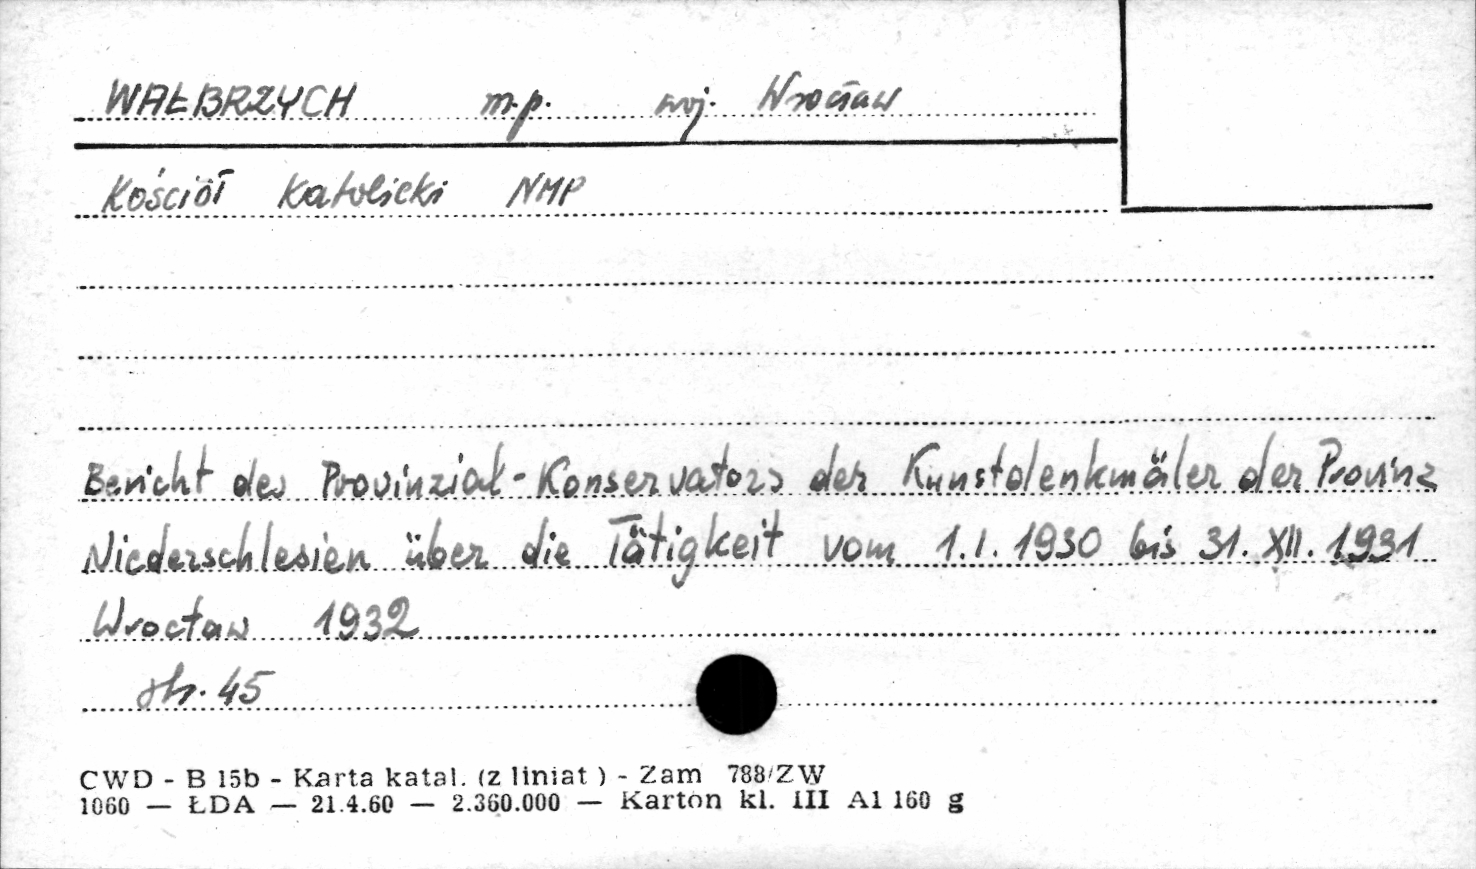 WAŁBRZYCH m.p. woj. Wrocław
Kościół Katolicki NMP
Bericht des Provinzial-Konservators der Kunstdenkmäler der Provinz
Niederschlesien über die Tätigkeit vom 1.I.1930 bis 31.XII.1931
Wrocław 1932
str. 45
CWD - B 15b - Karta katal. (z liniat ) - Zam 788/ZW
1060 — ŁDA — 21.4.60 — 2.360.000 — Karton kl. III A1 160 g